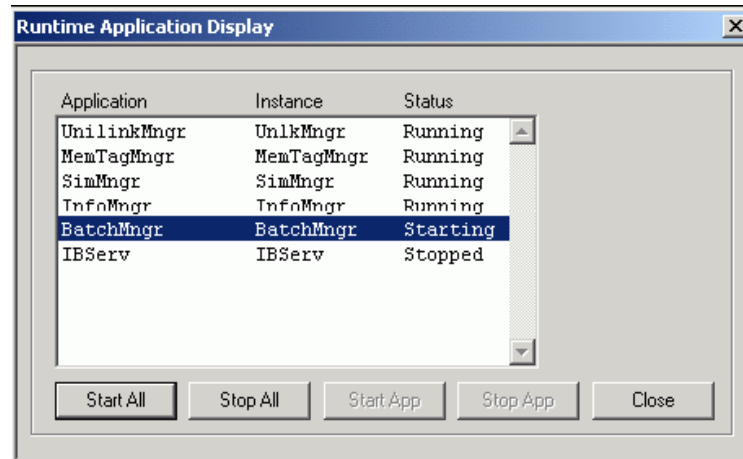 Runtime Application Display
Application Instance Status
UnilinkMngr UnlkMngr Running
MemTagMngr MemTagMngr Running
SimMngr SimMngr Running
InfoMngr InfoMngr Running
BatchMngr BatchMngr Starting
IBServ IBServ Stopped
Start All Stop All Start App Stop App Close